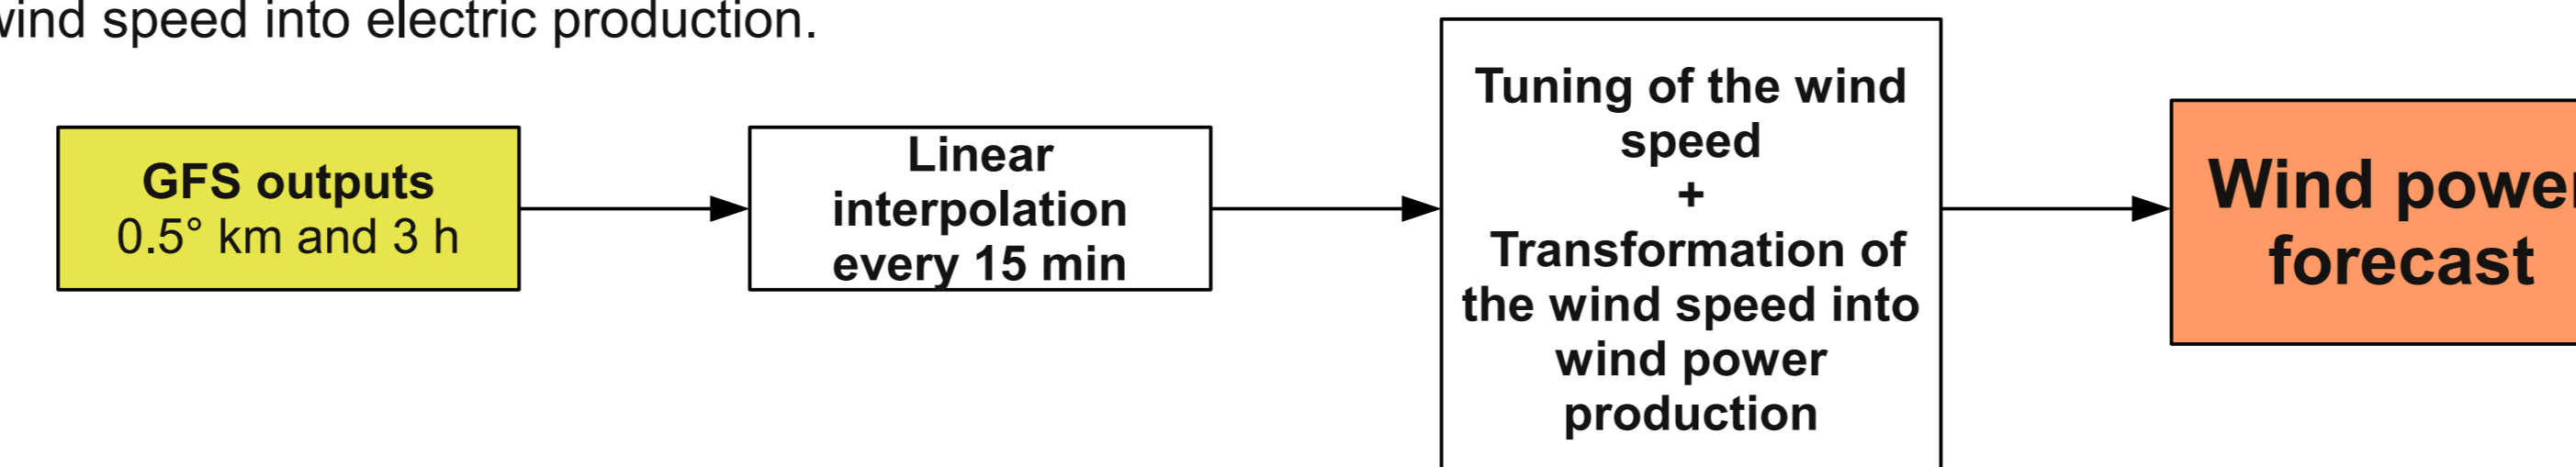 wind speed into electric production.
GFS outputs
0.5° km and 3 h
Linear
interpolation
every 15 min
Tuning of the wind
speed
+
Transformation of
the wind speed into
wind power
production
Wind power
forecast